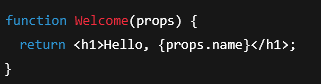 function Welcome(props) {
  return <h1>Hello, {props.name}</h1>;
}